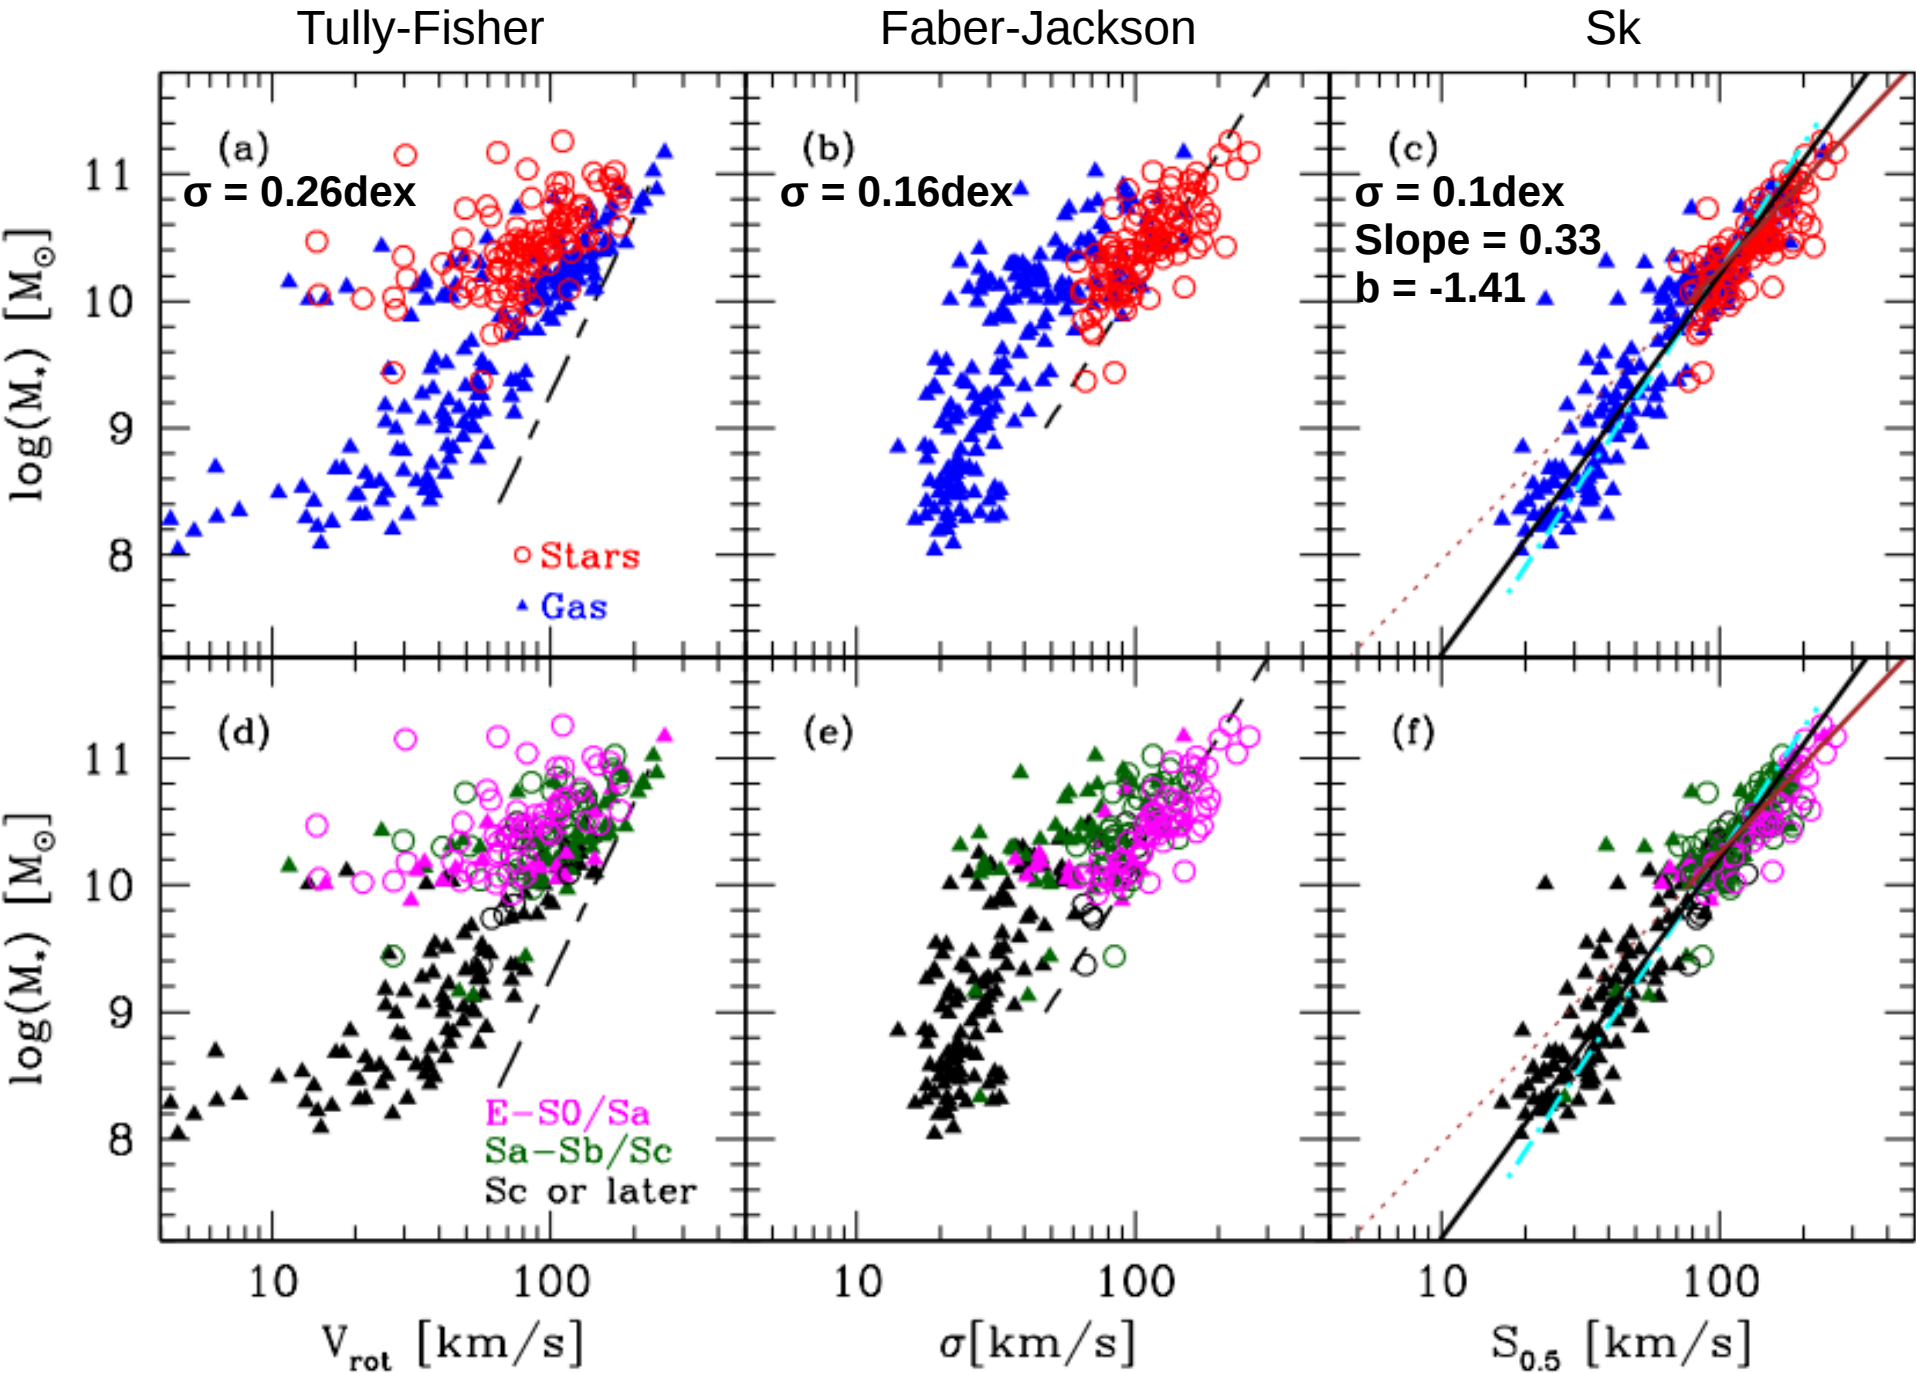 Tully-Fisher
Faber-Jackson
Sk
(a)
σ = 0.26dex
(b)
σ = 0.16dex
(c)
σ = 0.1dex
Slope = 0.33
b = -1.41
11
10
9
8
log(M⋆) [M☉]
Stars
Gas
(d)
(e)
(f)
11
10
9
8
log(M⋆) [M☉]
E-S0/Sa
Sa-Sb/Sc
Sc or later
10 100
10 100
10 100
Vrot [km/s]
σ[km/s]
S0.5 [km/s]